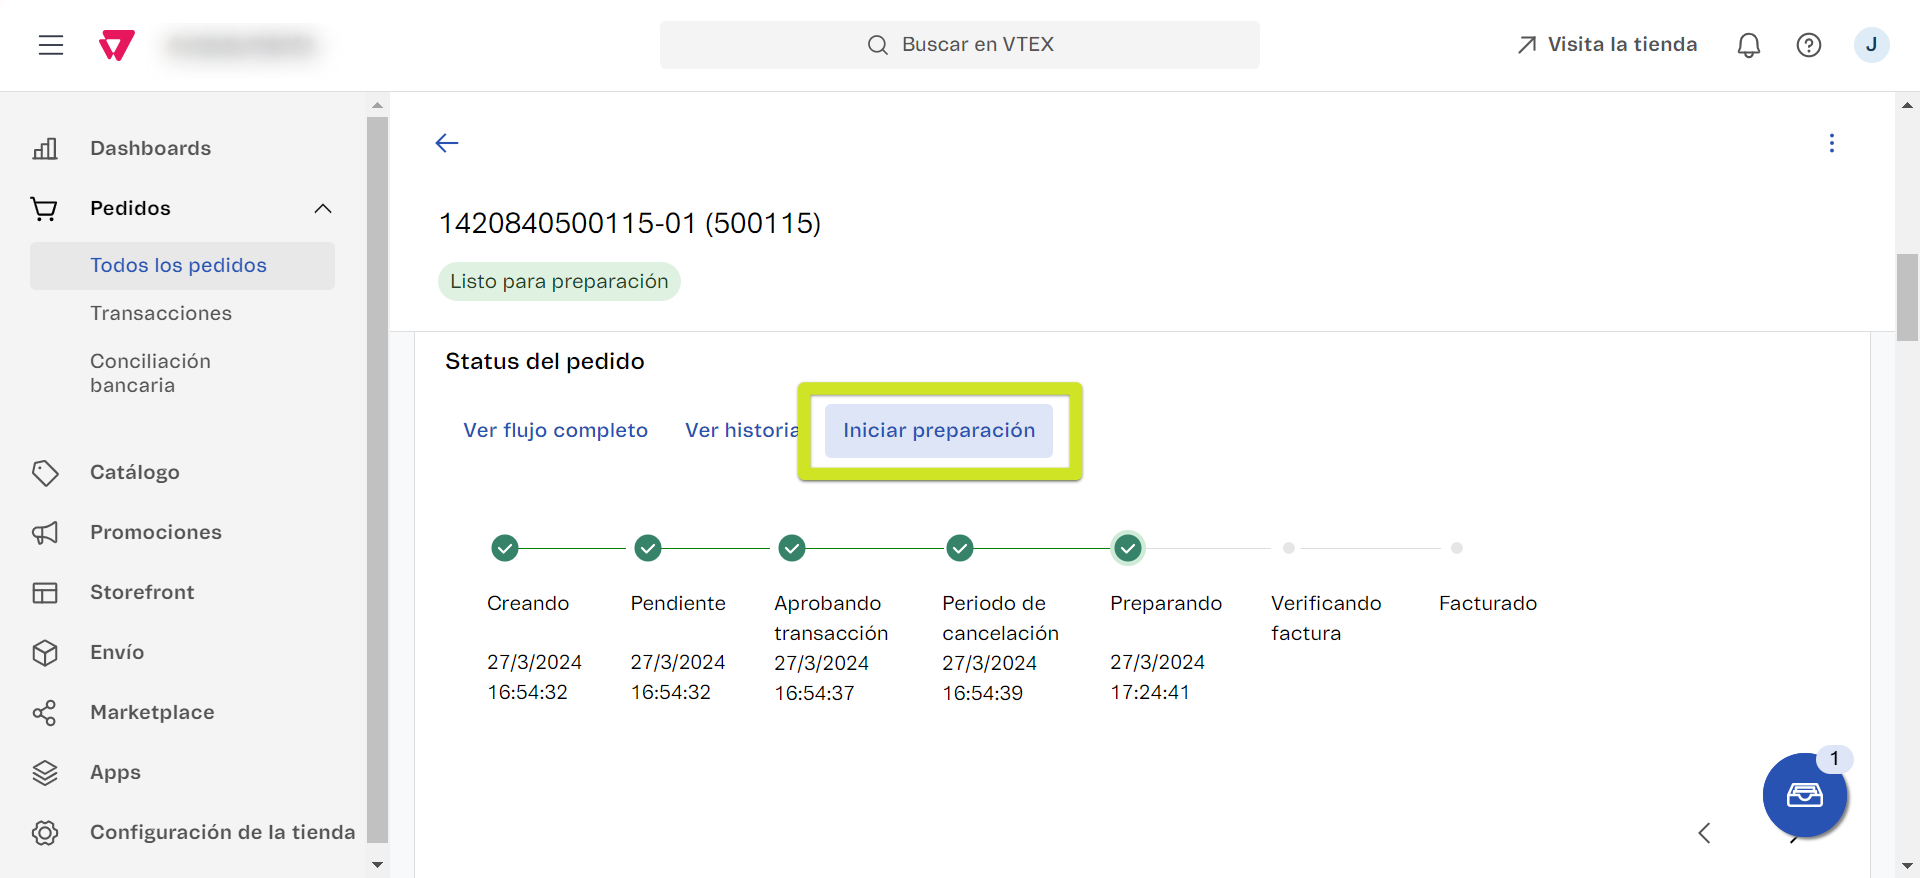 Buscar en VTEX
Visita la tienda
J
Dashboards
Pedidos
Todos los pedidos
Transacciones
Conciliación
bancaria
Catálogo
Promociones
Storefront
Envío
Marketplace
Apps
Configuración de la tienda
1420840500115-01 (500115)
Listo para preparación
Status del pedido
Ver flujo completo
Ver historia
Iniciar preparación
Creando
27/3/2024
16:54:32
Pendiente
27/3/2024
16:54:32
Aprobando
transacción
27/3/2024
16:54:37
Periodo de
cancelación
27/3/2024
16:54:39
Preparando
27/3/2024
17:24:41
Verificando
factura
Facturado
1